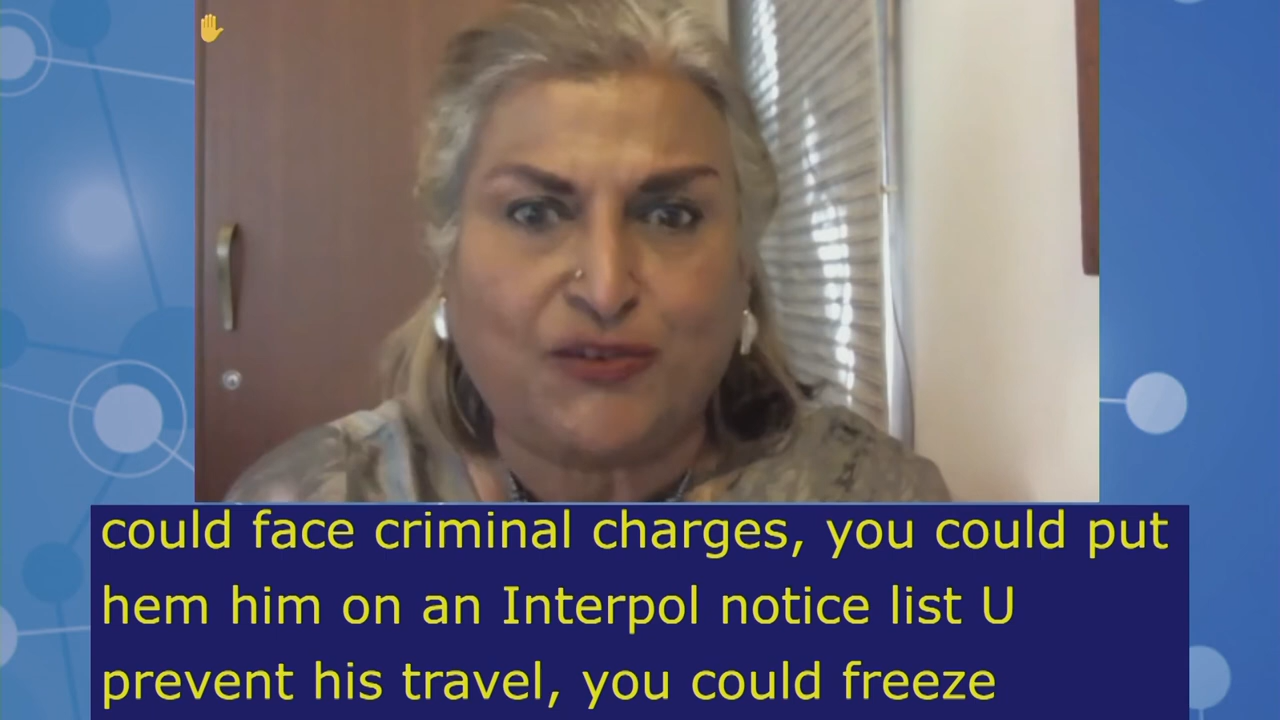 could face criminal charges, you could put
hem him on an Interpol notice list U
prevent his travel, you could freeze